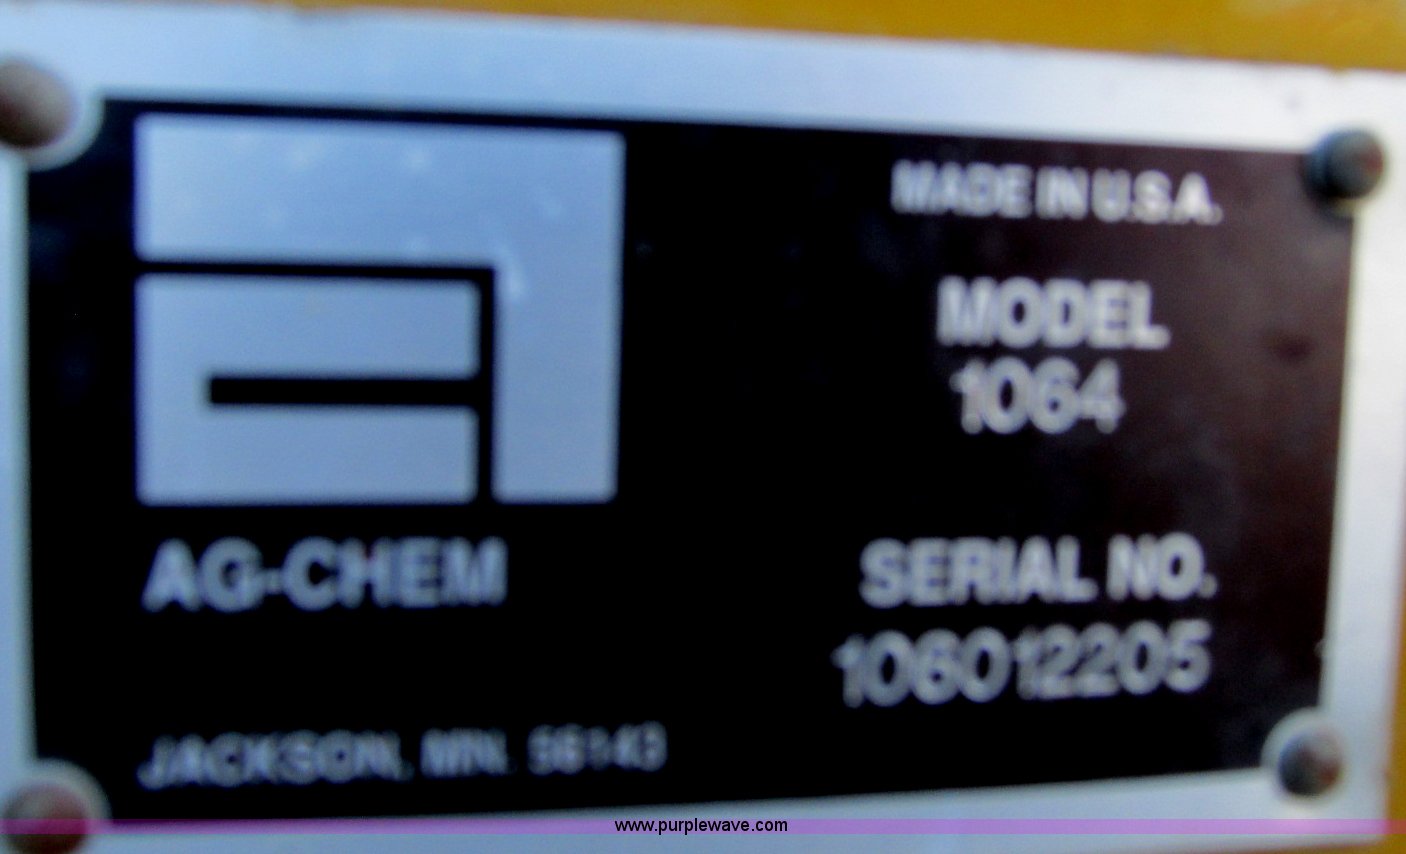 MADE IN U.S.A.
MODEL
1064
AG-CHEM
SERIAL NO.
106012205
JACKSON, MN. 56143
www.purplewave.com